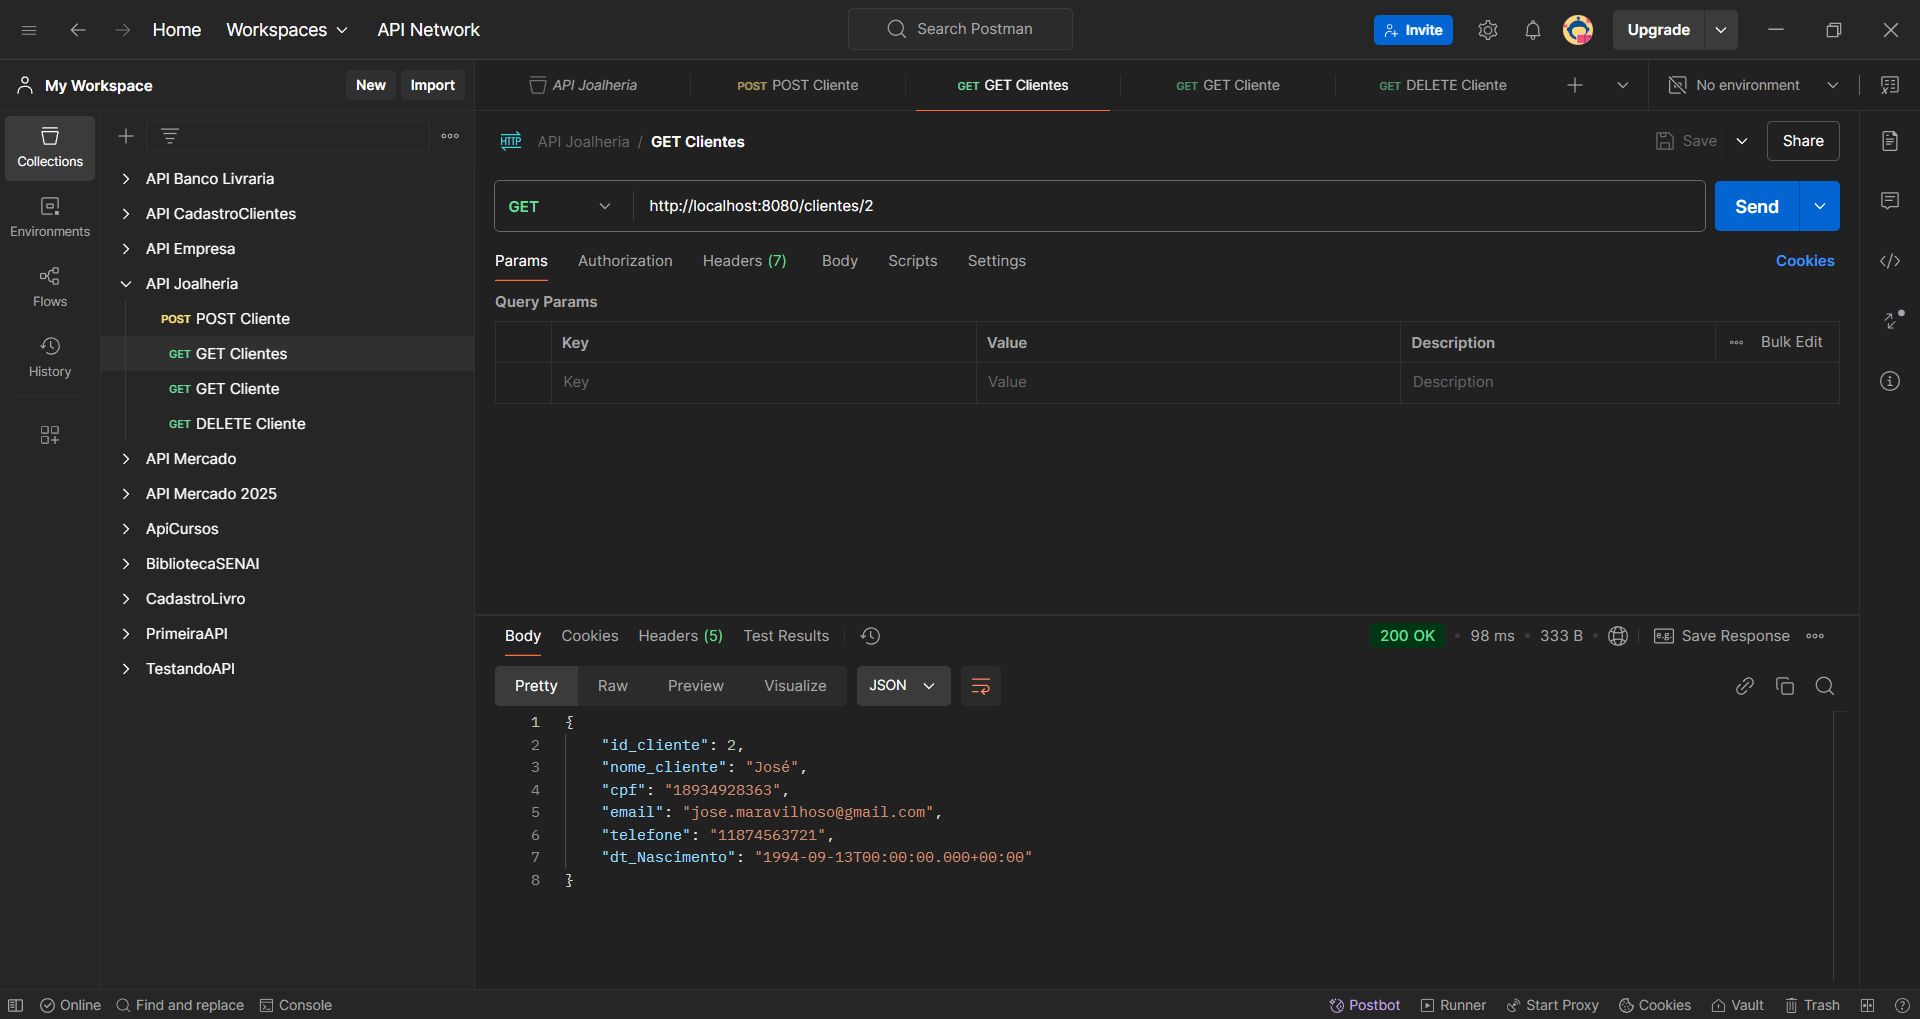 Home Workspaces API Network Search Postman Invite Upgrade
My Workspace New Import
API Joalheria POST POST Cliente GET GET Clientes GET GET Cliente GET DELETE Cliente No environment
Collections
Environments
Flows
History
API Banco Livraria
API CadastroClientes
API Empresa
API Joalheria
POST POST Cliente
GET GET Clientes
GET GET Cliente
GET DELETE Cliente
API Mercado
API Mercado 2025
ApiCursos
BibliotecaSENAI
CadastroLivro
PrimeiraAPI
TestandoAPI
HTTP API Joalheria / GET Clientes Save Share
GET http://localhost:8080/clientes/2 Send
Params Authorization Headers (7) Body Scripts Settings Cookies
Query Params
Key Value Description Bulk Edit
Key Value Description
Body Cookies Headers (5) Test Results 200 OK 98 ms 333 B e.g. Save Response
Pretty Raw Preview Visualize JSON
1 {
2 "id_cliente": 2,
3 "nome_cliente": "José",
4 "cpf": "18934928363",
5 "email": "jose.maravilhoso@gmail.com",
6 "telefone": "11874563721",
7 "dt_Nascimento": "1994-09-13T00:00:00.000+00:00"
8 }
Online Find and replace Console Postbot Runner Start Proxy Cookies Vault Trash